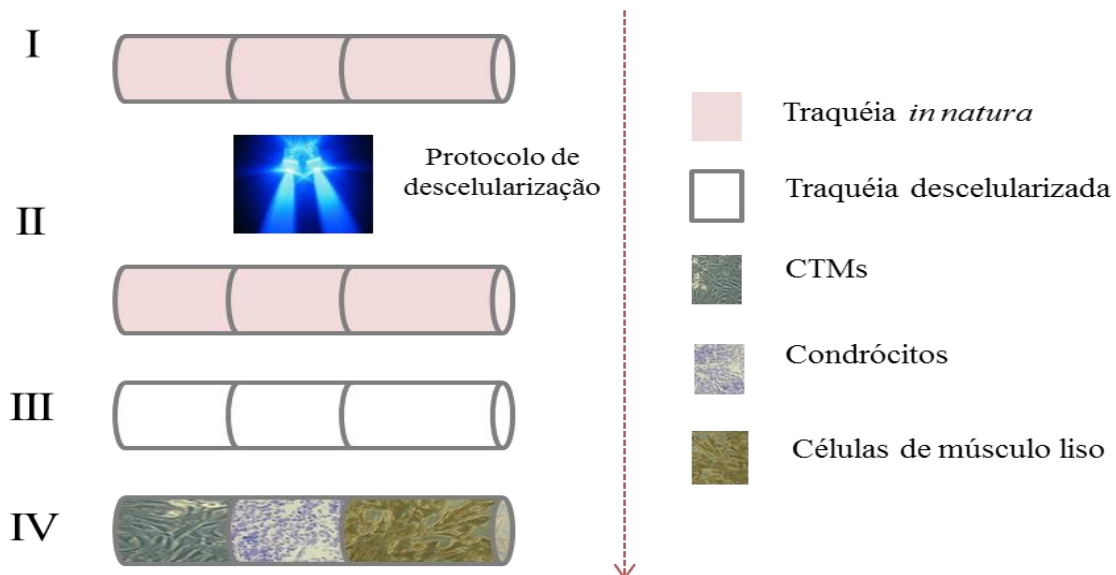 I
Protocolo de
descelularização
II
III
IV
Traquéia in natura
Traquéia descelularizada
CTMs
Condrócitos
Células de músculo liso